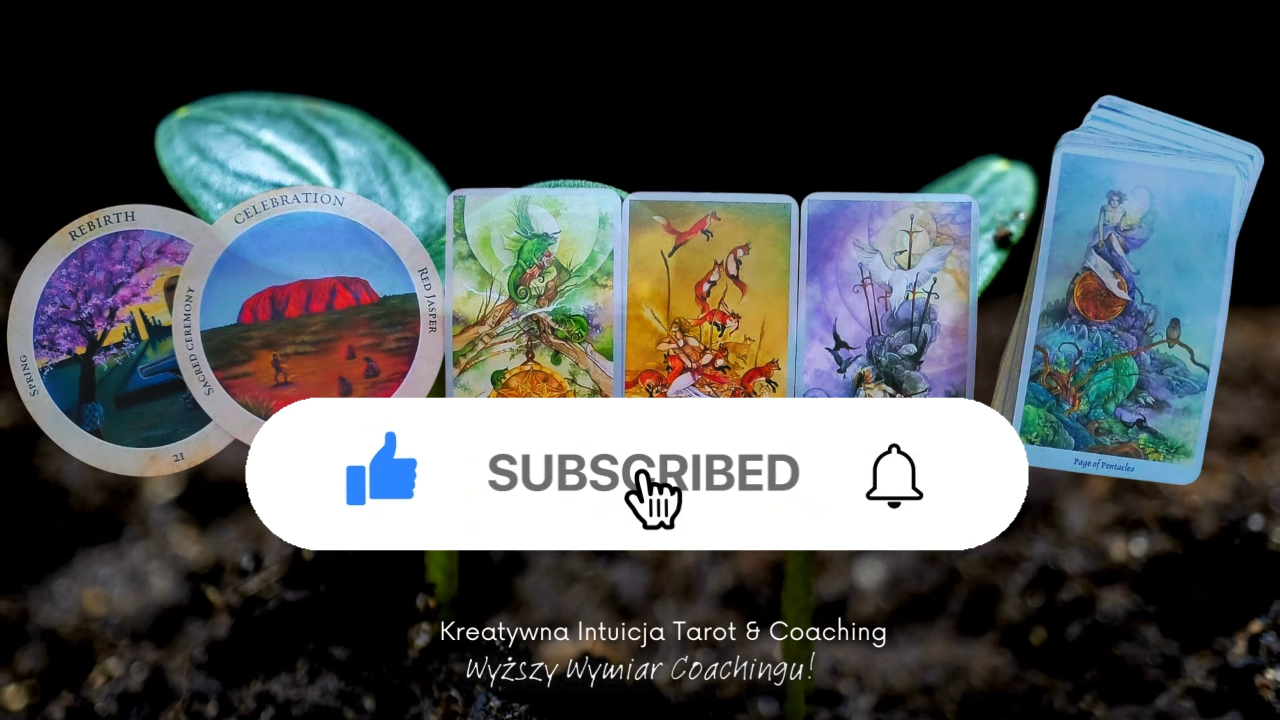 REBIRTH
SPRING
21
CELEBRATION
SACRED CEREMONY
RED JASPER
Page of Pentacles
SUBSCRIBED
Kreatywna Intuicja Tarot & Coaching
Wyższy Wymiar Coachingu!